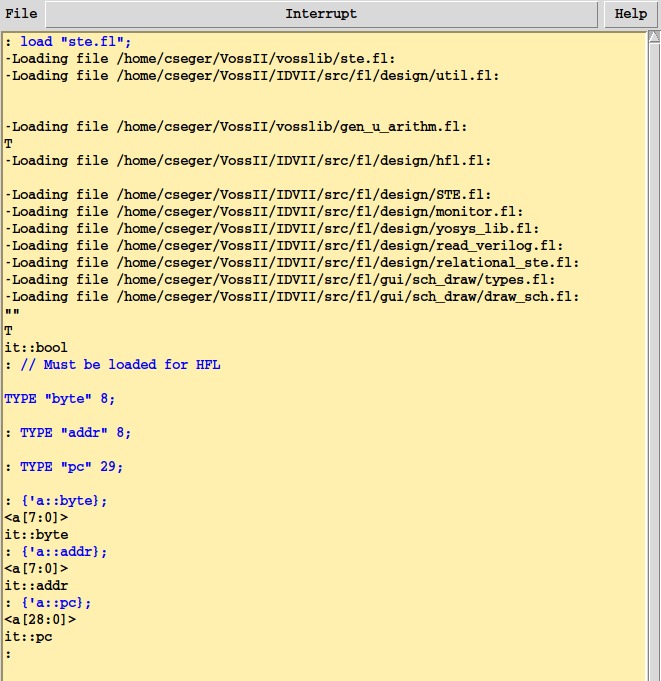 File Interrupt Help
: load "ste.fl";
-Loading file /home/cseger/VossII/vosslib/ste.fl:
-Loading file /home/cseger/VossII/IDVII/src/fl/design/util.fl:
-Loading file /home/cseger/VossII/vosslib/gen_u_arithm.fl:
T
-Loading file /home/cseger/VossII/IDVII/src/fl/design/hfl.fl:
-Loading file /home/cseger/VossII/IDVII/src/fl/design/STE.fl:
-Loading file /home/cseger/VossII/IDVII/src/fl/design/monitor.fl:
-Loading file /home/cseger/VossII/IDVII/src/fl/design/yosys_lib.fl:
-Loading file /home/cseger/VossII/IDVII/src/fl/design/read_verilog.fl:
-Loading file /home/cseger/VossII/IDVII/src/fl/design/relational_ste.fl:
-Loading file /home/cseger/VossII/IDVII/src/fl/gui/sch_draw/types.fl:
-Loading file /home/cseger/VossII/IDVII/src/fl/gui/sch_draw/draw_sch.fl:
""
T
it::bool
: // Must be loaded for HFL
TYPE "byte" 8;
: TYPE "addr" 8;
: TYPE "pc" 29;
: {'a::byte};
<a[7:0]>
it::byte
: {'a::addr};
<a[7:0]>
it::addr
: {'a::pc};
<a[28:0]>
it::pc
: